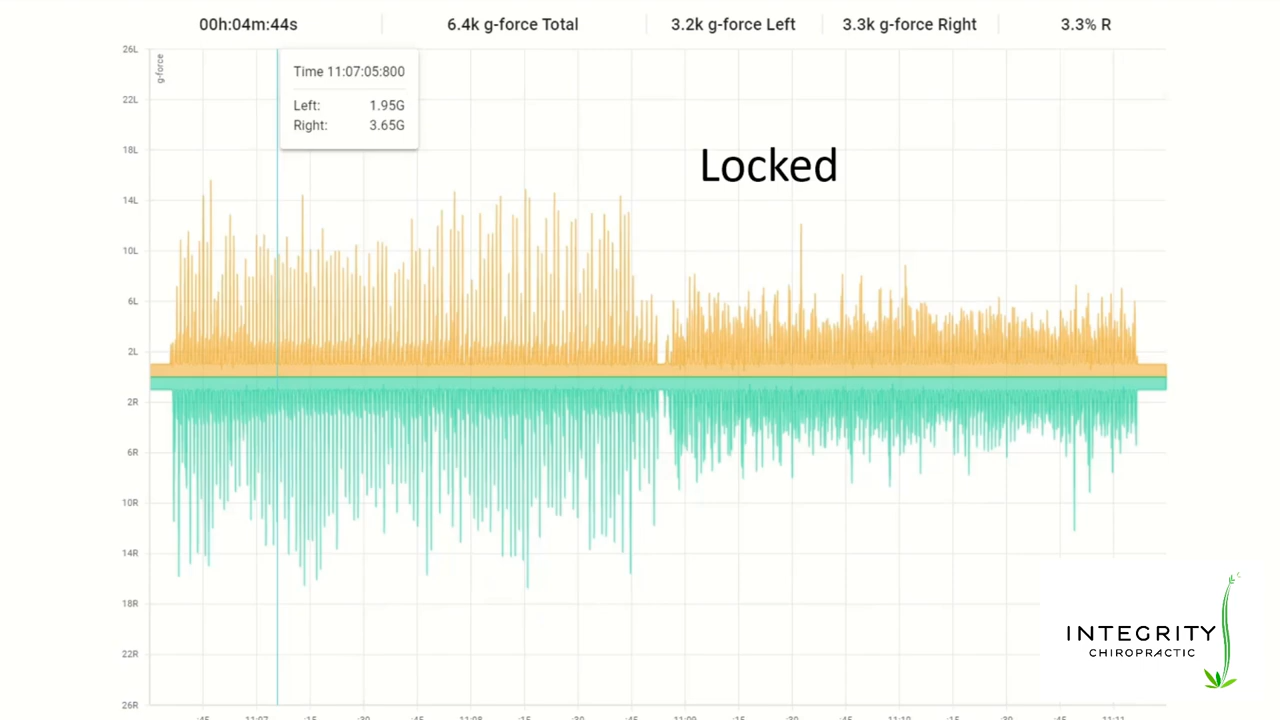 00h:04m:44s 6.4k g-force Total 3.2k g-force Left 3.3k g-force Right 3.3% R
26L
g-force
Time 11:07:05:800
Left: 1.95G
Right: 3.65G
22L
18L
Locked
14L
10L
6L
2L
2R
6R
10R
14R
18R
INTEGRITY
CHIROPRACTIC
22R
26R
:45 11:07 :15 :30 :45 11:08 :15 :30 :45 11:09 :15 :30 :45 11:10 :15 :30 :45 11:11